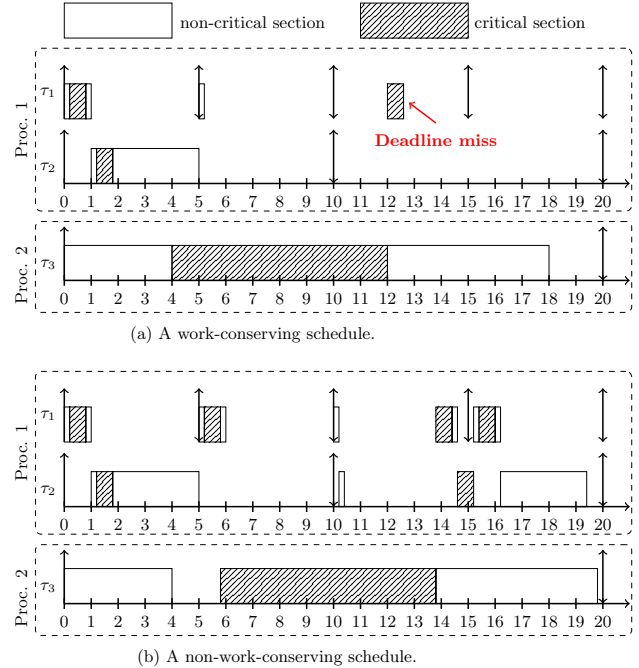 non-critical section critical section
Proc. 1
τ1
Deadline miss
τ2
0 1 2 3 4 5 6 7 8 9 10 11 12 13 14 15 16 17 18 19 20
Proc. 2
τ3
0 1 2 3 4 5 6 7 8 9 10 11 12 13 14 15 16 17 18 19 20
(a) A work-conserving schedule.
Proc. 1
τ1
τ2
0 1 2 3 4 5 6 7 8 9 10 11 12 13 14 15 16 17 18 19 20
Proc. 2
τ3
0 1 2 3 4 5 6 7 8 9 10 11 12 13 14 15 16 17 18 19 20
(b) A non-work-conserving schedule.